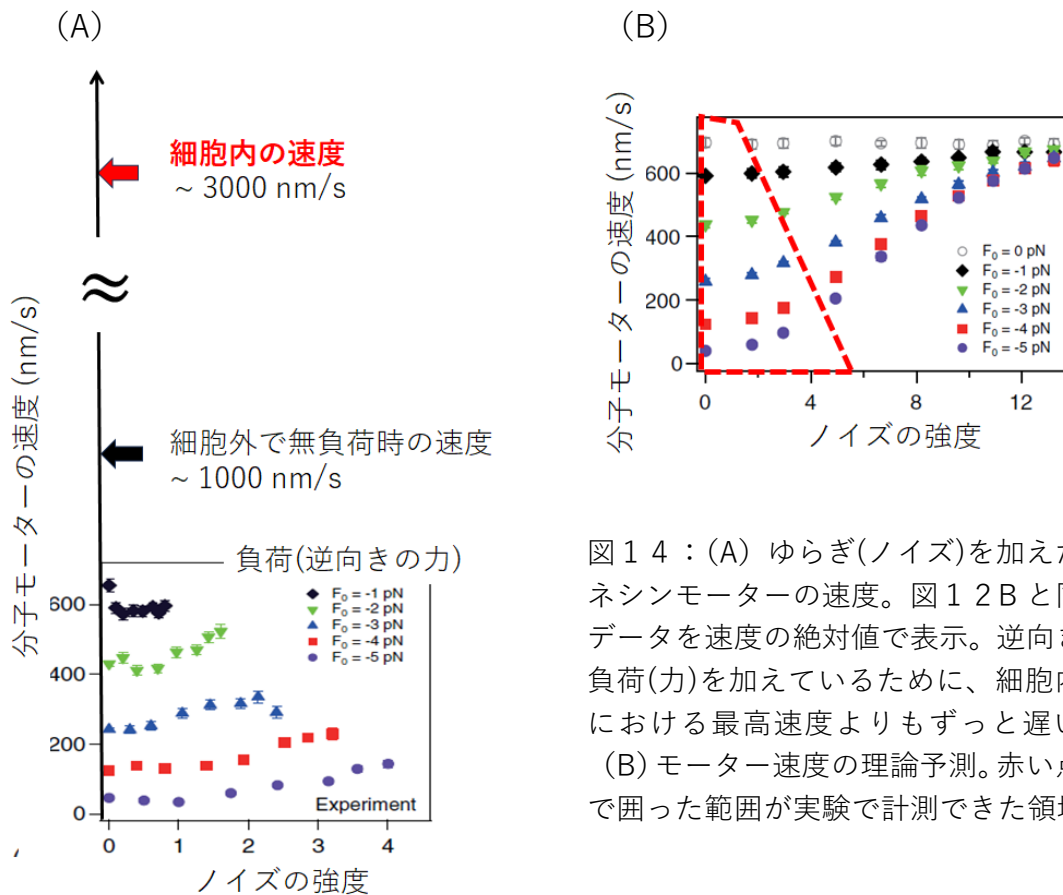 (A)
細胞内の速度
~ 3000 nm/s
≈
分子モーターの速度 (nm/s)
細胞外で無負荷時の速度
~ 1000 nm/s
負荷(逆向きの力)
F₀ = -1 pN
F₀ = -2 pN
F₀ = -3 pN
F₀ = -4 pN
F₀ = -5 pN
600
400
200
0
Experiment
0 1 2 3 4
ノイズの強度
(B)
分子モーターの速度 (nm/s)
600
400
200
0
F₀ = 0 pN
F₀ = -1 pN
F₀ = -2 pN
F₀ = -3 pN
F₀ = -4 pN
F₀ = -5 pN
0 4 8 12
ノイズの強度
図14:(A) ゆらぎ(ノイズ)を加えた
ネシンモーターの速度。図12Bと
データを速度の絶対値で表示。逆向き
負荷(力)を加えているために、細胞内
における最高速度よりもずっと遅い
(B)モーター速度の理論予測。赤い点
で囲った範囲が実験で計測できた領域